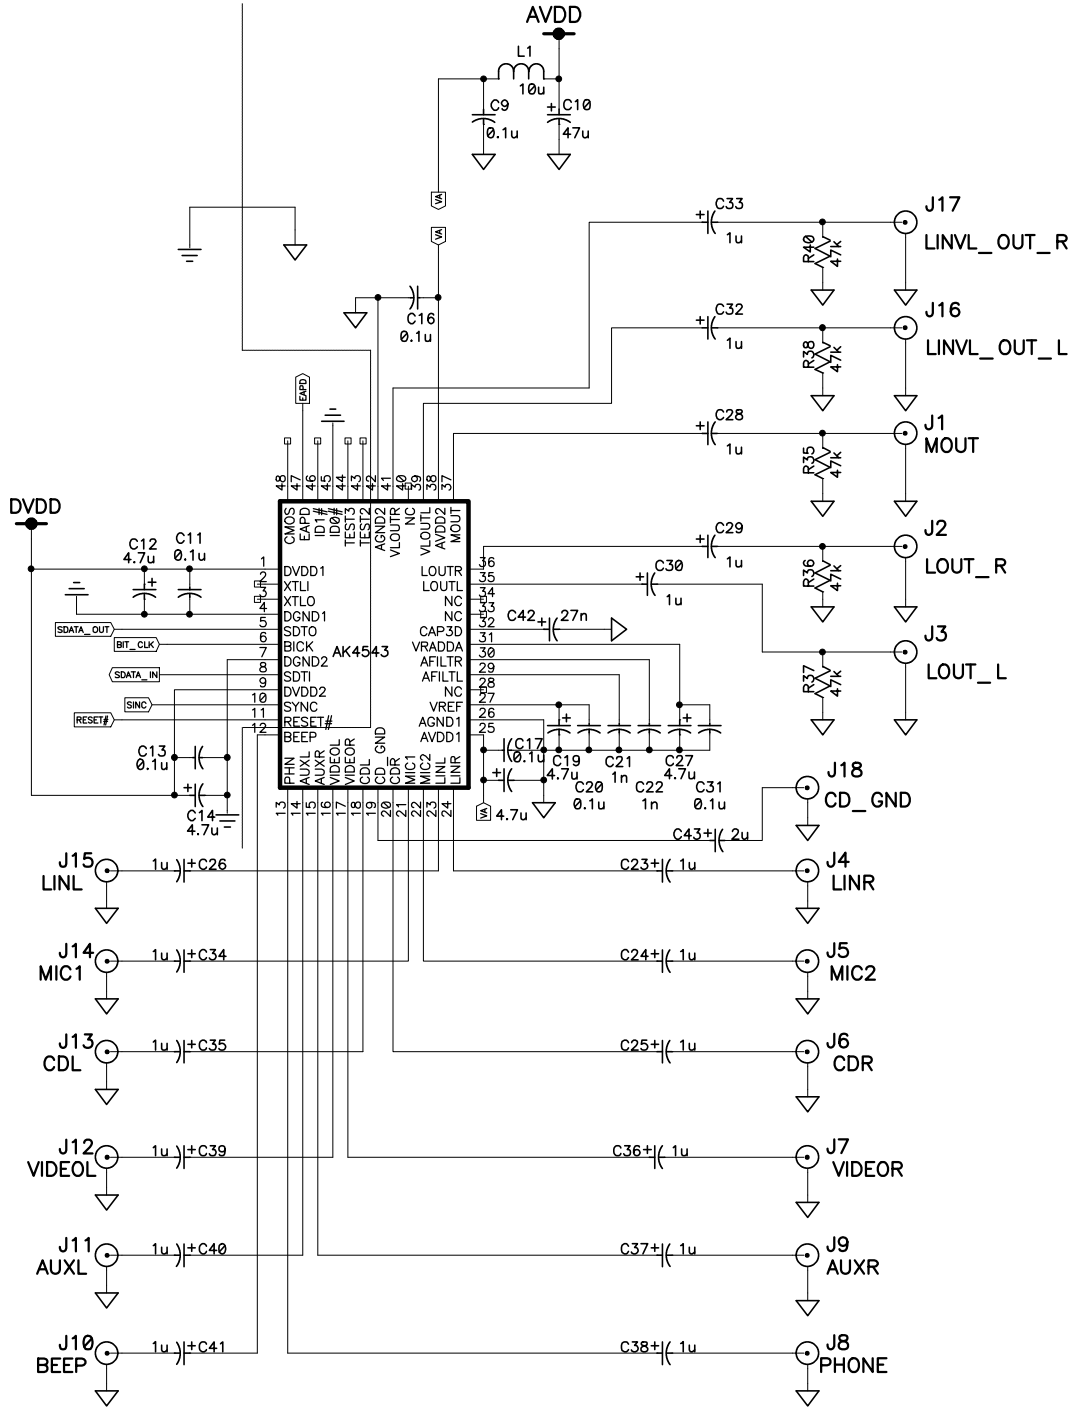 AVDD
L1
10u
C9
0.1u
C10
47u
VA
VA
C33
1u
R40
47k
J17
LINVL_OUT_R
C16
0.1u
C32
1u
R38
47k
J16
LINVL_OUT_L
EAPD
C28
1u
R35
47k
J1
MOUT
48 47 46 45 44 43 42 41 40 39 38 37
CMOS
EAPD
ID1#
ID0#
TEST3
TEST2
AGND2
VLOUTR
NC
VLOUTL
AVDD2
MOUT
DVDD
C12
4.7u
C11
0.1u
1 DVDD1
2 XTLI
3 XTLO
4 DGND1
5 SDTO
6 BICK
7 DGND2
8 SDTI
9 DVDD2
10 SYNC
11 RESET#
12 BEEP
SDATA_OUT
BIT_CLK
SDATA_IN
SINC
RESET#
AK4543
LOUTR 36
LOUTL 35
NC 34
NC 33
CAP3D 32
VRADDA 31
AFILTR 30
AFILTL 29
NC 28
VREF 27
AGND1 26
AVDD1 25
C29
1u
R36
47k
J2
LOUT_R
C30
1u
C42 27n
R37
47k
J3
LOUT_L
C13
0.1u
C14
4.7u
PHN
AUXL
AUXR
VIDEOL
VIDEOR
CDL
CD GND
CDR
MIC1
MIC2
LINL
LINR
13 14 15 16 17 18 19 20 21 22 23 24
C17
0.1u
VA
4.7u
C19
4.7u
C20
0.1u
C21
1n
C22
1n
C27
4.7u
C31
0.1u
J18
CD_GND
C43 2u
J15
LINL
1u C26
C23 1u
J4
LINR
J14
MIC1
1u C34
C24 1u
J5
MIC2
J13
CDL
1u C35
C25 1u
J6
CDR
J12
VIDEOL
1u C39
C36 1u
J7
VIDEOR
J11
AUXL
1u C40
C37 1u
J9
AUXR
J10
BEEP
1u C41
C38 1u
J8
PHONE